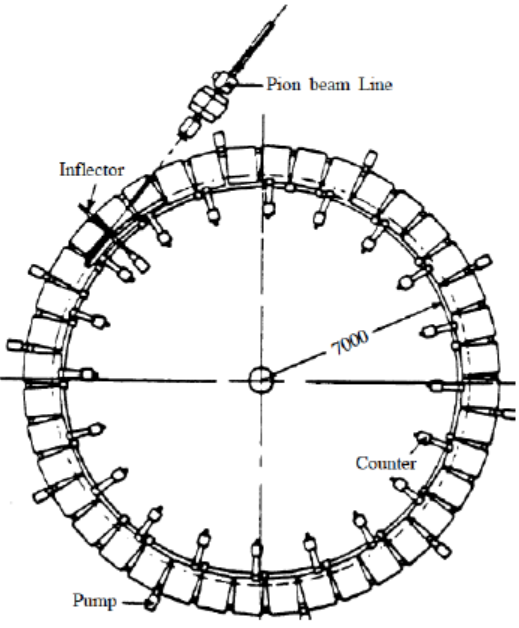 Pion beam Line
Inflector
7000
Counter
Pump